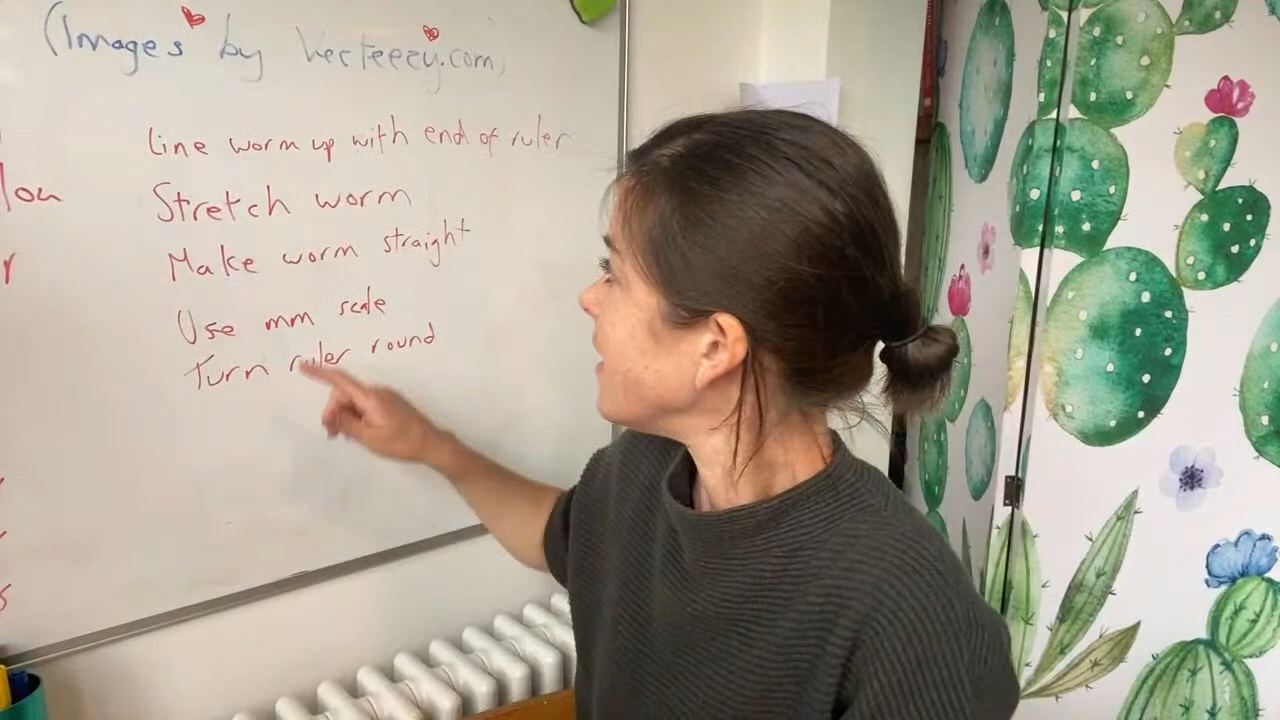 (Images by Vecteezy.com)
Line worm up with end of ruler
Stretch worm
Make worm straight
Use mm scale
Turn ruler round